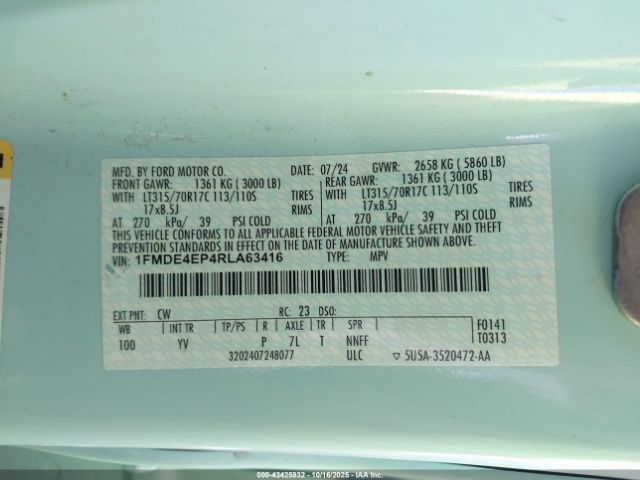 MFG. BY FORD MOTOR CO. DATE: 07/24 GVWR: 2658 KG ( 5860 LB)
FRONT GAWR: 1361 KG ( 3000 LB) REAR GAWR: 1361 KG ( 3000 LB)
WITH LT315/70R17C 113/110S TIRES WITH LT315/70R17C 113/110S TIRES
17x8.5J RIMS 17x8.5J RIMS
AT 270 kPa/ 39 PSI COLD AT 270 kPa/ 39 PSI COLD
THIS VEHICLE CONFORMS TO ALL APPLICABLE FEDERAL MOTOR VEHICLE SAFETY AND THEFT
PREVENTION STANDARDS IN EFFECT ON THE DATE OF MANUFACTURE SHOWN ABOVE.
VIN: 1FMDE4EP4RLA63416 TYPE: MPV
EXT PNT: CW RC: 23 DSO:
WB INT TR TP/PS R AXLE TR SPR F0141
100 YV P 7L T NNFF T0313
3202407248077 ULC ▽ 5U5A-3520472-AA
000-43425932 - 10/16/2025 - IAA Inc.